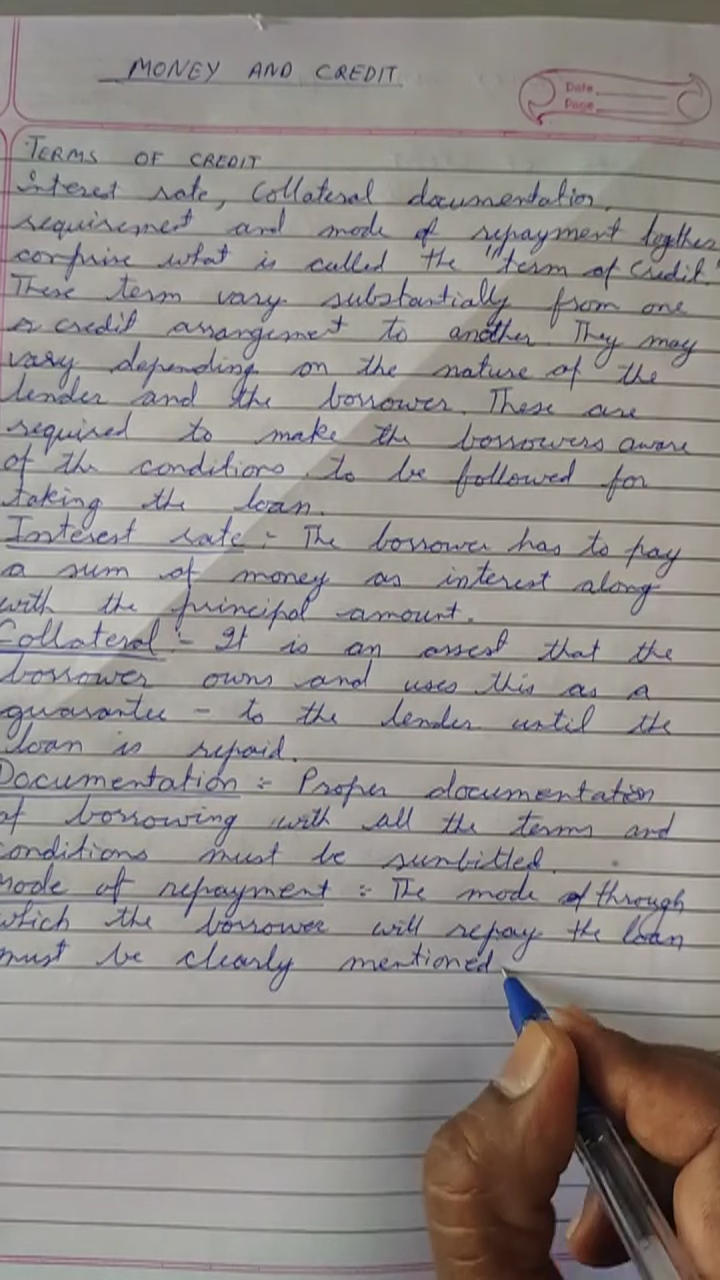 MONEY AND CREDIT
Date
Page
TERMS OF CREDIT
interest rate, Collateral documentation,
requirement and mode of repayment together
comprise what is called the "term of Credit"
These term vary substantially from one
credit arrangement to another. They may
vary depending on the nature of the
lender and the borrower. These are
required to make the borrowers aware
of the conditions to be followed for
taking the loan.
Interest rate :- The borrower has to pay
a sum of money as interest along
with the principal amount.
Collateral :- It is an assest that the
borrower owns and uses this as a
guarantee - to the lender until the
loan is repaid.
Documentation :- Proper documentation
of borrowing with all the terms and
conditions must be sunbitted.
Mode of repayment :- The mode through
which the borrower will repay the loan
must be clearly mentioned